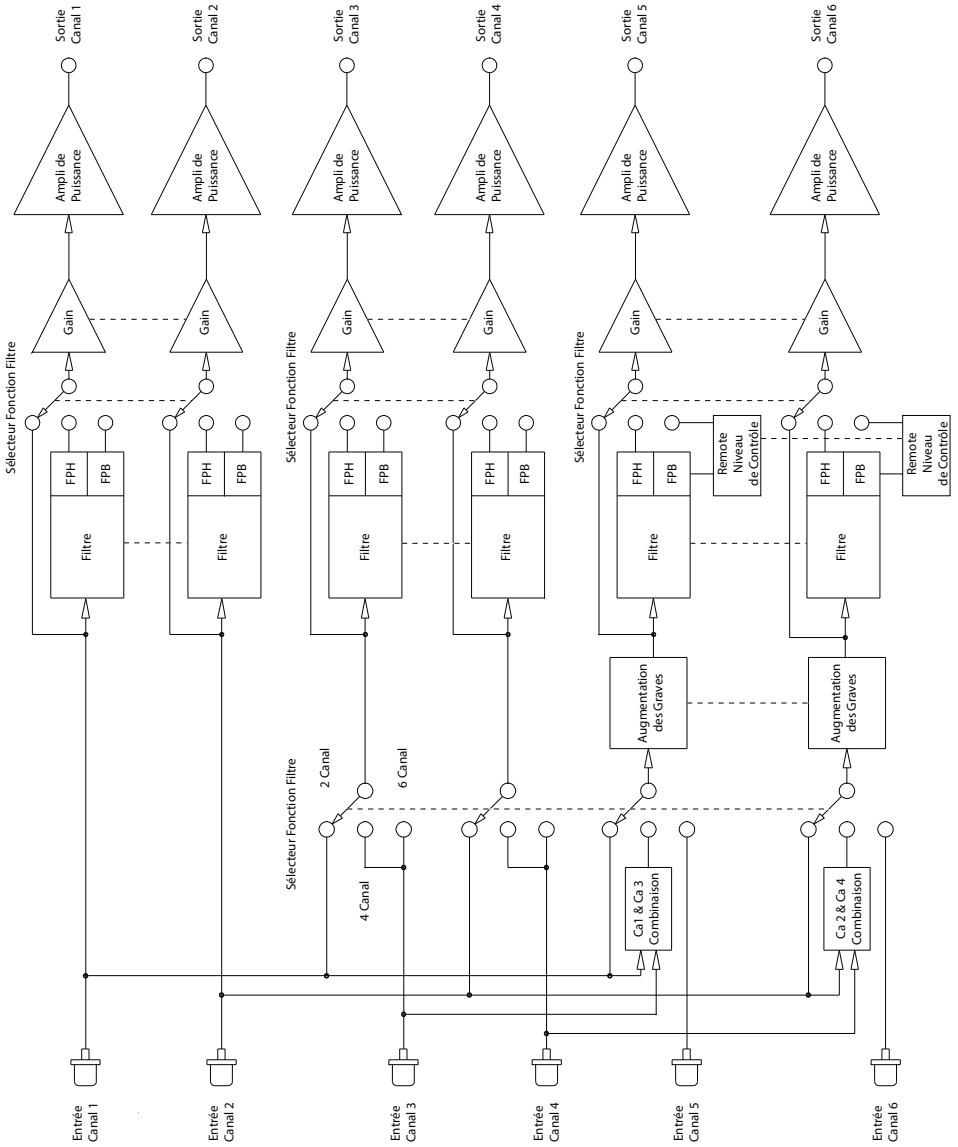 Sortie
Canal 1
Sortie
Canal 2
Sortie
Canal 3
Sortie
Canal 4
Sortie
Canal 5
Sortie
Canal 6
Ampli de
Puissance
Ampli de
Puissance
Ampli de
Puissance
Ampli de
Puissance
Ampli de
Puissance
Ampli de
Puissance
Gain
Gain
Gain
Gain
Gain
Gain
Sélecteur Fonction Filtre
Sélecteur Fonction Filtre
Sélecteur Fonction Filtre
FPH
FPB
Filtre
FPH
FPB
Filtre
FPH
FPB
Filtre
FPH
FPB
Filtre
FPH
FPB
Filtre
Remote
Niveau
de Contrôle
FPH
FPB
Filtre
Remote
Niveau
de Contrôle
Augmentation
des Graves
Augmentation
des Graves
Sélecteur Fonction Filtre
2 Canal
4 Canal
6 Canal
Ca1 & Ca 3
Combinaison
Ca 2 & Ca 4
Combinaison
Entrée
Canal 1
Entrée
Canal 2
Entrée
Canal 3
Entrée
Canal 4
Entrée
Canal 5
Entrée
Canal 6